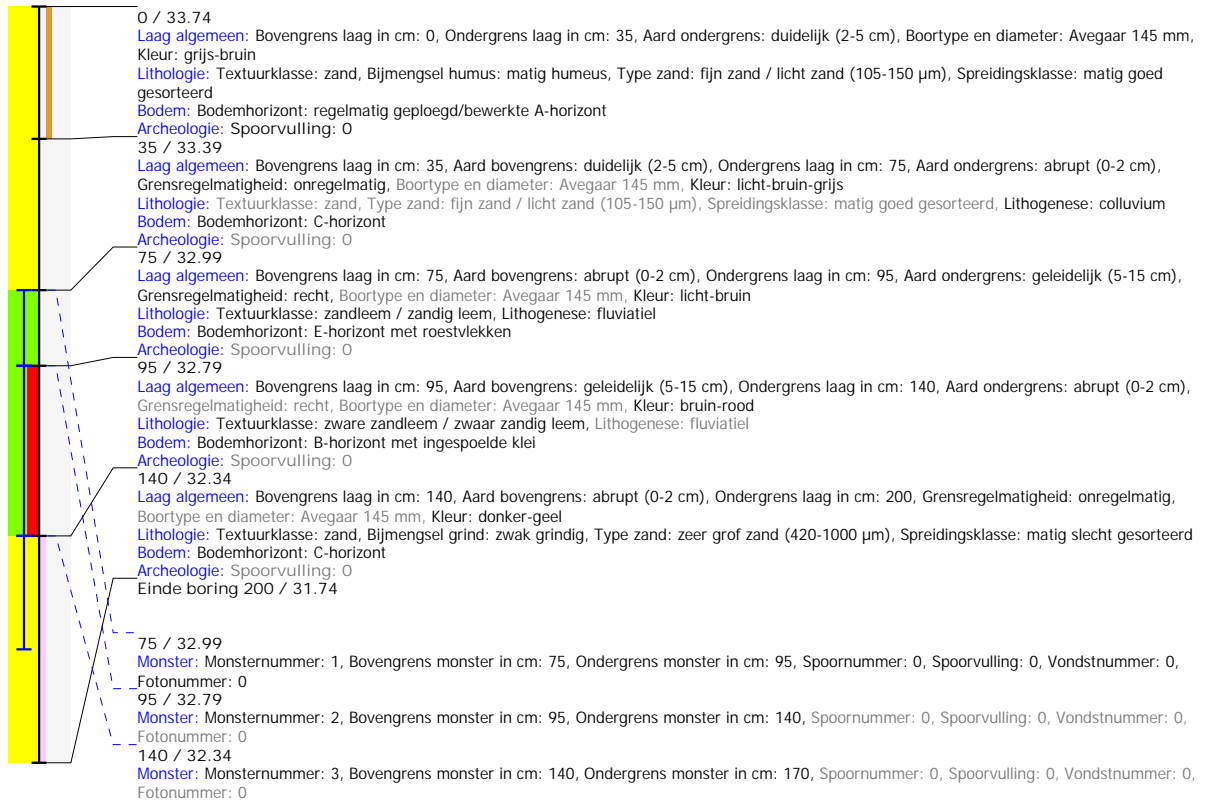 0 / 33.74
Laag algemeen: Bovengrens laag in cm: 0, Ondergrens laag in cm: 35, Aard ondergrens: duidelijk (2-5 cm), Boortype en diameter: Avegaar 145 mm,
Kleur: grijs-bruin
Lithologie: Textuurklasse: zand, Bijmengsel humus: matig humeus, Type zand: fijn zand / licht zand (105-150 µm), Spreidingsklasse: matig goed
gesorteerd
Bodem: Bodemhorizont: regelmatig geploegd/bewerkte A-horizont
Archeologie: Spoorvulling: 0
35 / 33.39
Laag algemeen: Bovengrens laag in cm: 35, Aard bovengrens: duidelijk (2-5 cm), Ondergrens laag in cm: 75, Aard ondergrens: abrupt (0-2 cm),
Grensregelmatigheid: onregelmatig, Boortype en diameter: Avegaar 145 mm, Kleur: licht-bruin-grijs
Lithologie: Textuurklasse: zand, Type zand: fijn zand / licht zand (105-150 µm), Spreidingsklasse: matig goed gesorteerd, Lithogenese: colluvium
Bodem: Bodemhorizont: C-horizont
Archeologie: Spoorvulling: 0
75 / 32.99
Laag algemeen: Bovengrens laag in cm: 75, Aard bovengrens: abrupt (0-2 cm), Ondergrens laag in cm: 95, Aard ondergrens: geleidelijk (5-15 cm),
Grensregelmatigheid: recht, Boortype en diameter: Avegaar 145 mm, Kleur: licht-bruin
Lithologie: Textuurklasse: zandleem / zandig leem, Lithogenese: fluviatiel
Bodem: Bodemhorizont: E-horizont met roestvlekken
Archeologie: Spoorvulling: 0
95 / 32.79
Laag algemeen: Bovengrens laag in cm: 95, Aard bovengrens: geleidelijk (5-15 cm), Ondergrens laag in cm: 140, Aard ondergrens: abrupt (0-2 cm),
Grensregelmatigheid: recht, Boortype en diameter: Avegaar 145 mm, Kleur: bruin-rood
Lithologie: Textuurklasse: zware zandleem / zwaar zandig leem, Lithogenese: fluviatiel
Bodem: Bodemhorizont: B-horizont met ingespoelde klei
Archeologie: Spoorvulling: 0
140 / 32.34
Laag algemeen: Bovengrens laag in cm: 140, Aard bovengrens: abrupt (0-2 cm), Ondergrens laag in cm: 200, Grensregelmatigheid: onregelmatig,
Boortype en diameter: Avegaar 145 mm, Kleur: donker-geel
Lithologie: Textuurklasse: zand, Bijmengsel grind: zwak grindig, Type zand: zeer grof zand (420-1000 µm), Spreidingsklasse: matig slecht gesorteerd
Bodem: Bodemhorizont: C-horizont
Archeologie: Spoorvulling: 0
Einde boring 200 / 31.74
75 / 32.99
Monster: Monsternummer: 1, Bovengrens monster in cm: 75, Ondergrens monster in cm: 95, Spoornummer: 0, Spoorvulling: 0, Vondstnummer: 0,
Fotonummer: 0
95 / 32.79
Monster: Monsternummer: 2, Bovengrens monster in cm: 95, Ondergrens monster in cm: 140, Spoornummer: 0, Spoorvulling: 0, Vondstnummer: 0,
Fotonummer: 0
140 / 32.34
Monster: Monsternummer: 3, Bovengrens monster in cm: 140, Ondergrens monster in cm: 170, Spoornummer: 0, Spoorvulling: 0, Vondstnummer: 0,
Fotonummer: 0